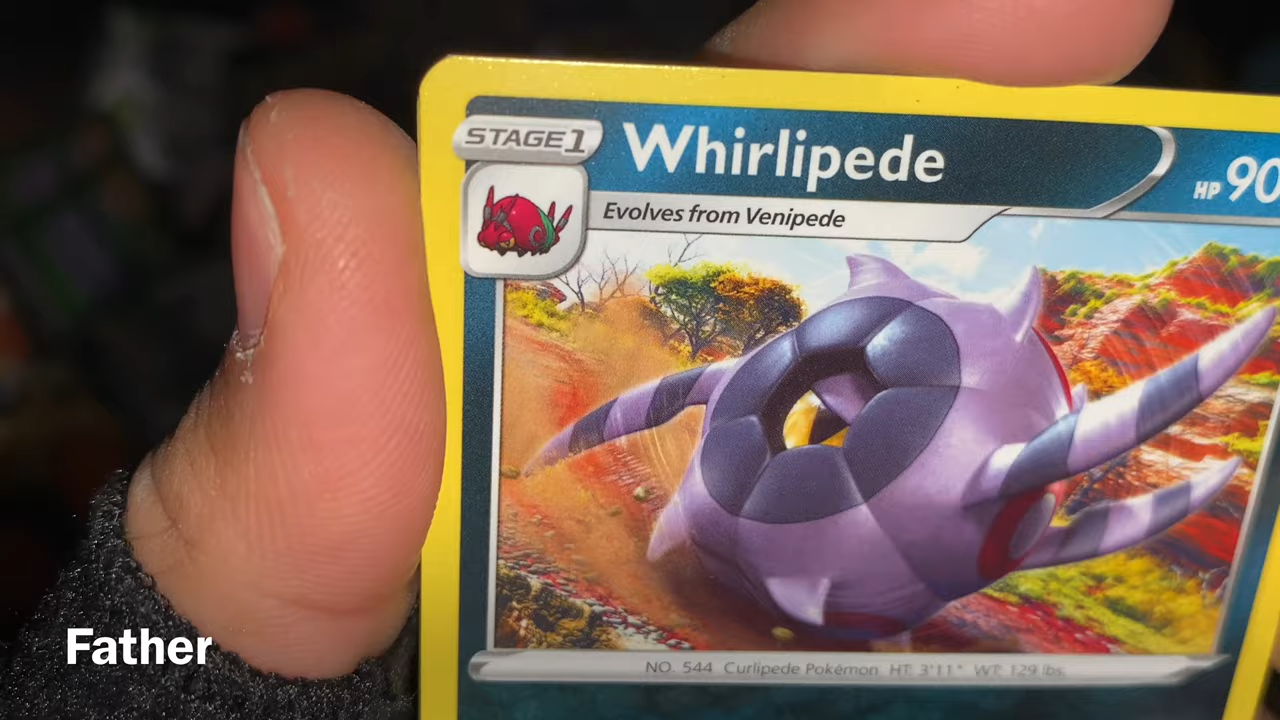 STAGE1
Whirlipede
HP 90
Evolves from Venipede
NO. 544 Curlipede Pokémon HT: 3'11" WT: 129 lbs.
Father